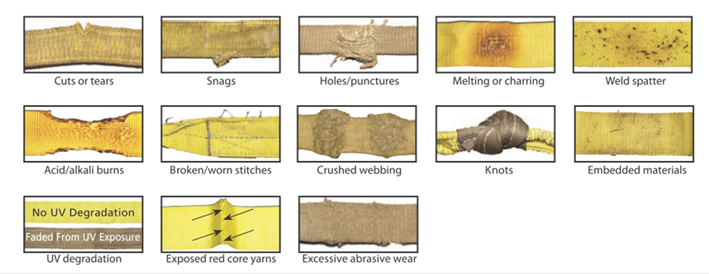 Cuts or tears
Snags
Holes/punctures
Melting or charring
Weld spatter
Acid/alkali burns
Broken/worn stitches
Crushed webbing
Knots
Embedded materials
No UV Degradation
Faded From UV Exposure
UV degradation
Exposed red core yarns
Excessive abrasive wear